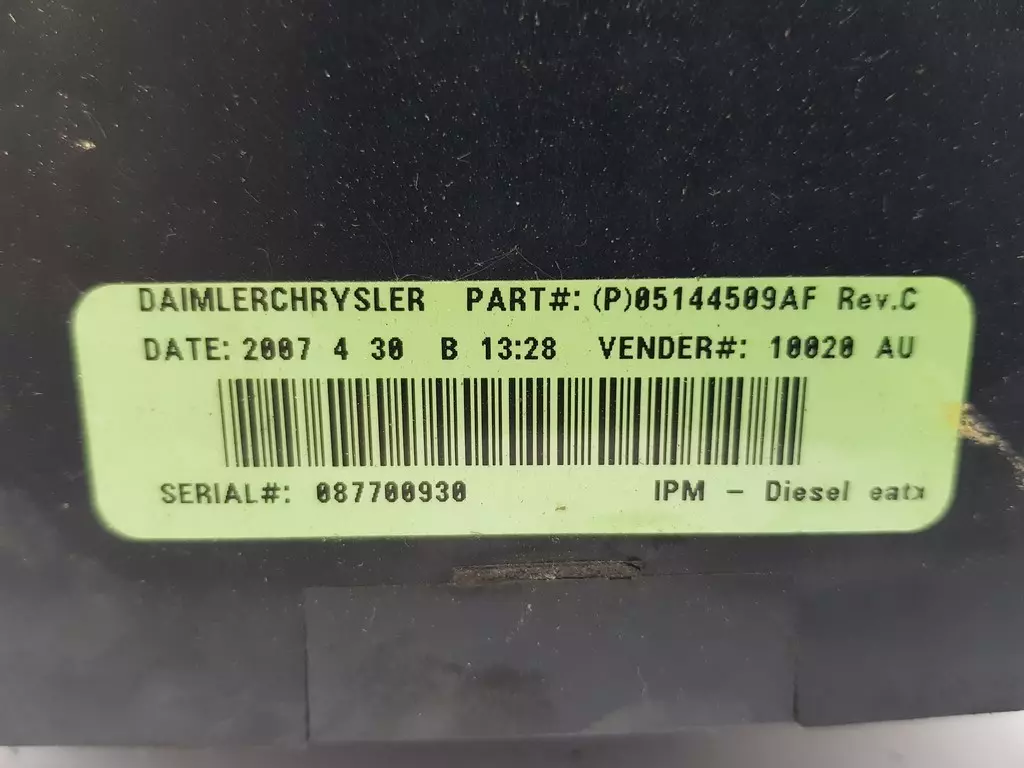 DAIMLERCHRYSLER PART#: (P)05144509AF Rev.C
DATE: 2007 4 30 B 13:28 VENDER#: 10020 AU
SERIAL#: 087700930 IPM - Diesel eatx